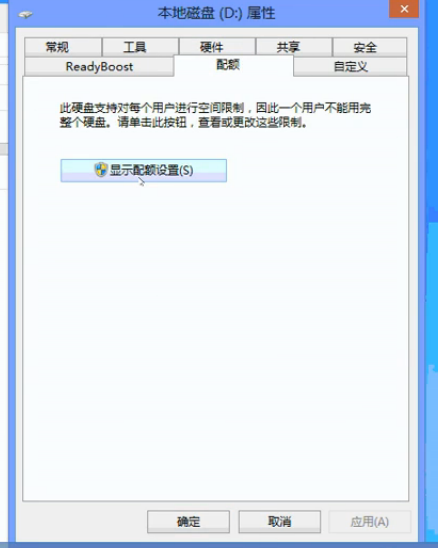 本地磁盘 (D:) 属性
常规 工具 硬件 共享 安全
ReadyBoost 配额 自定义
此硬盘支持对每个用户进行空间限制，因此一个用户不能用完
整个硬盘。请单击此按钮，查看或更改这些限制。
显示配额设置(S)
确定 取消 应用(A)